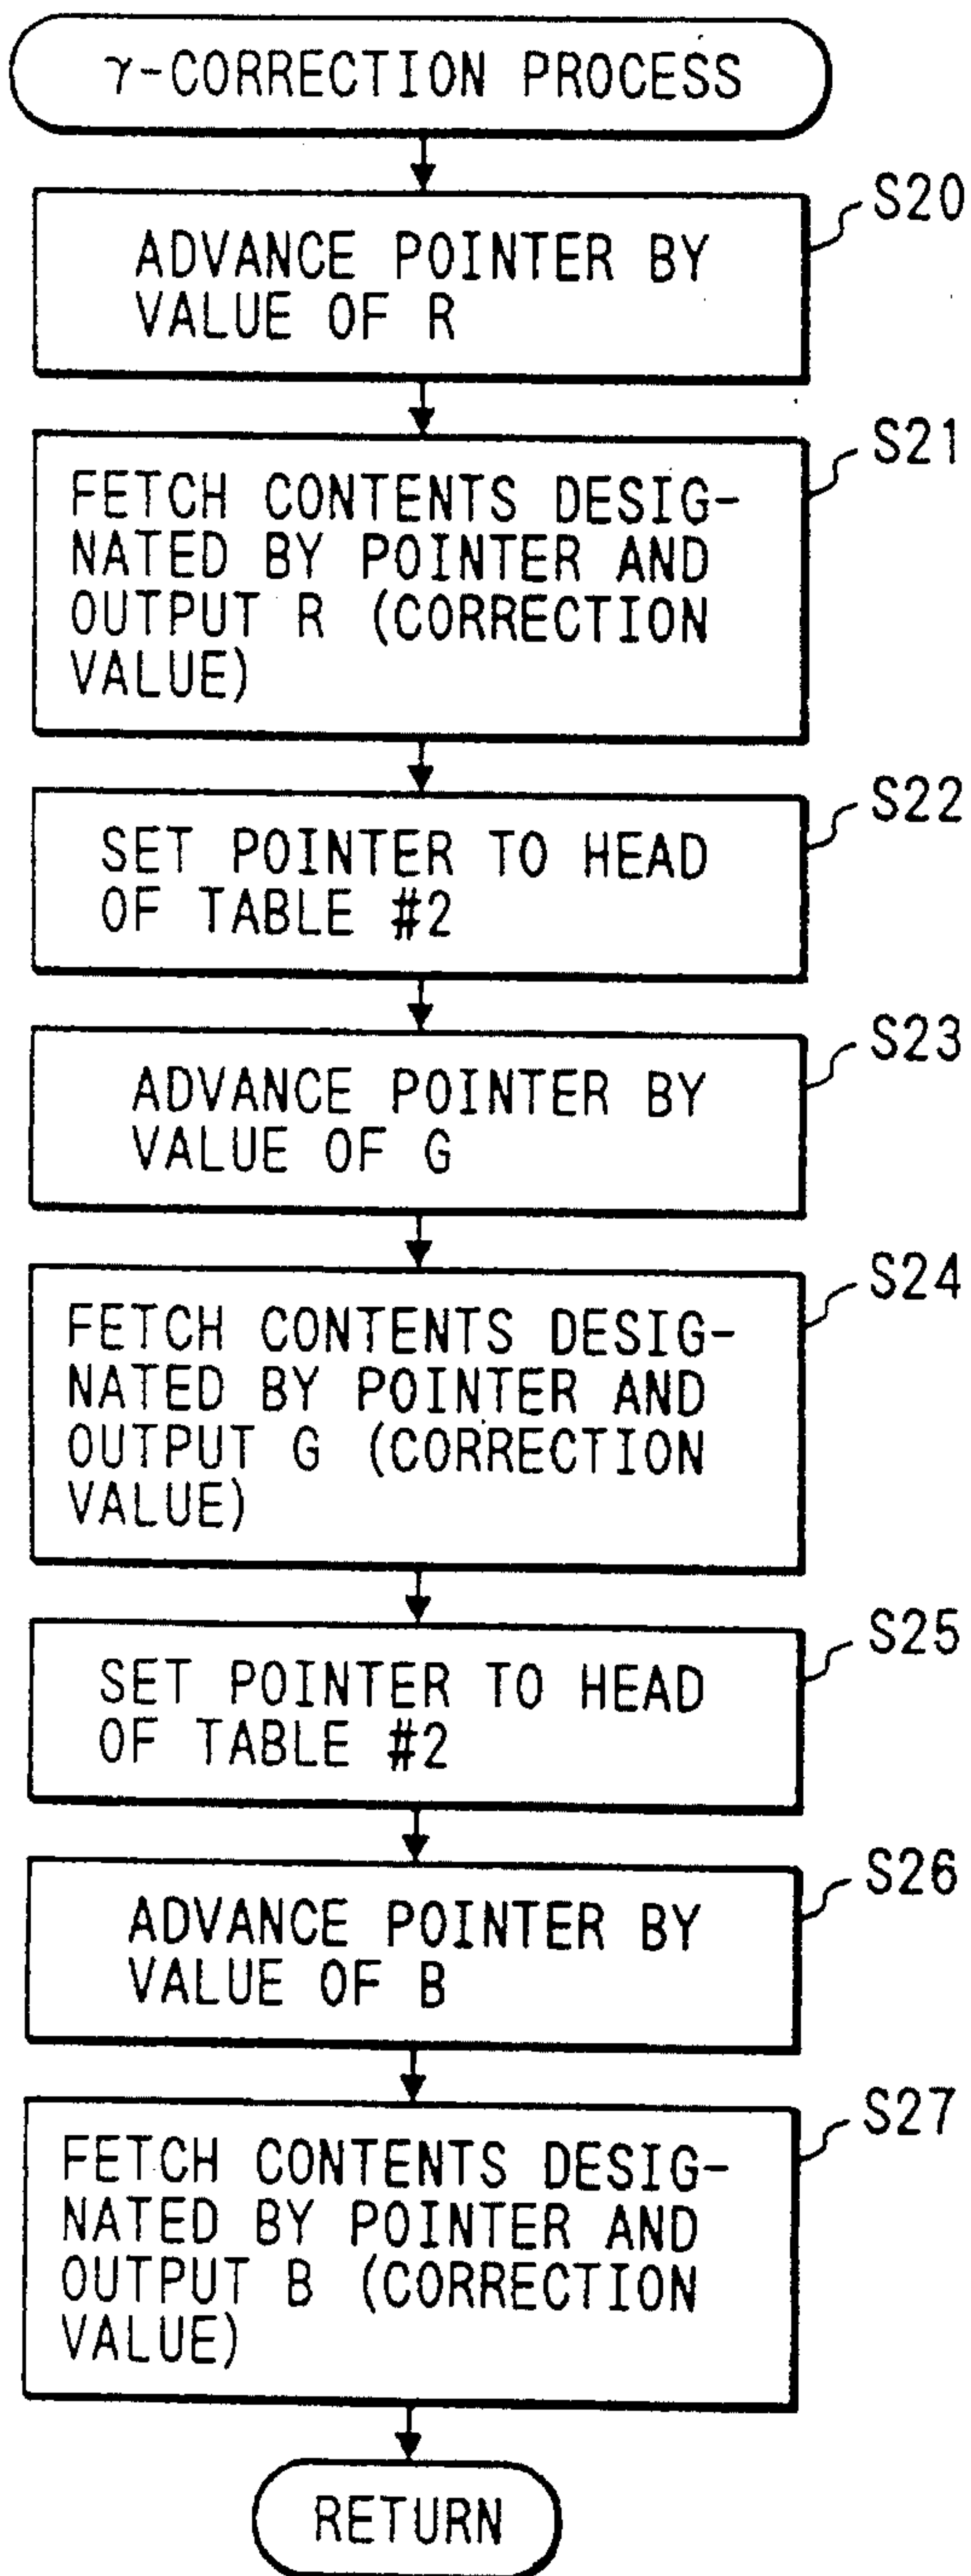 γ-CORRECTION PROCESS
S20
ADVANCE POINTER BY
VALUE OF R
S21
FETCH CONTENTS DESIG-
NATED BY POINTER AND
OUTPUT R (CORRECTION
VALUE)
S22
SET POINTER TO HEAD
OF TABLE #2
S23
ADVANCE POINTER BY
VALUE OF G
S24
FETCH CONTENTS DESIG-
NATED BY POINTER AND
OUTPUT G (CORRECTION
VALUE)
S25
SET POINTER TO HEAD
OF TABLE #2
S26
ADVANCE POINTER BY
VALUE OF B
S27
FETCH CONTENTS DESIG-
NATED BY POINTER AND
OUTPUT B (CORRECTION
VALUE)
RETURN